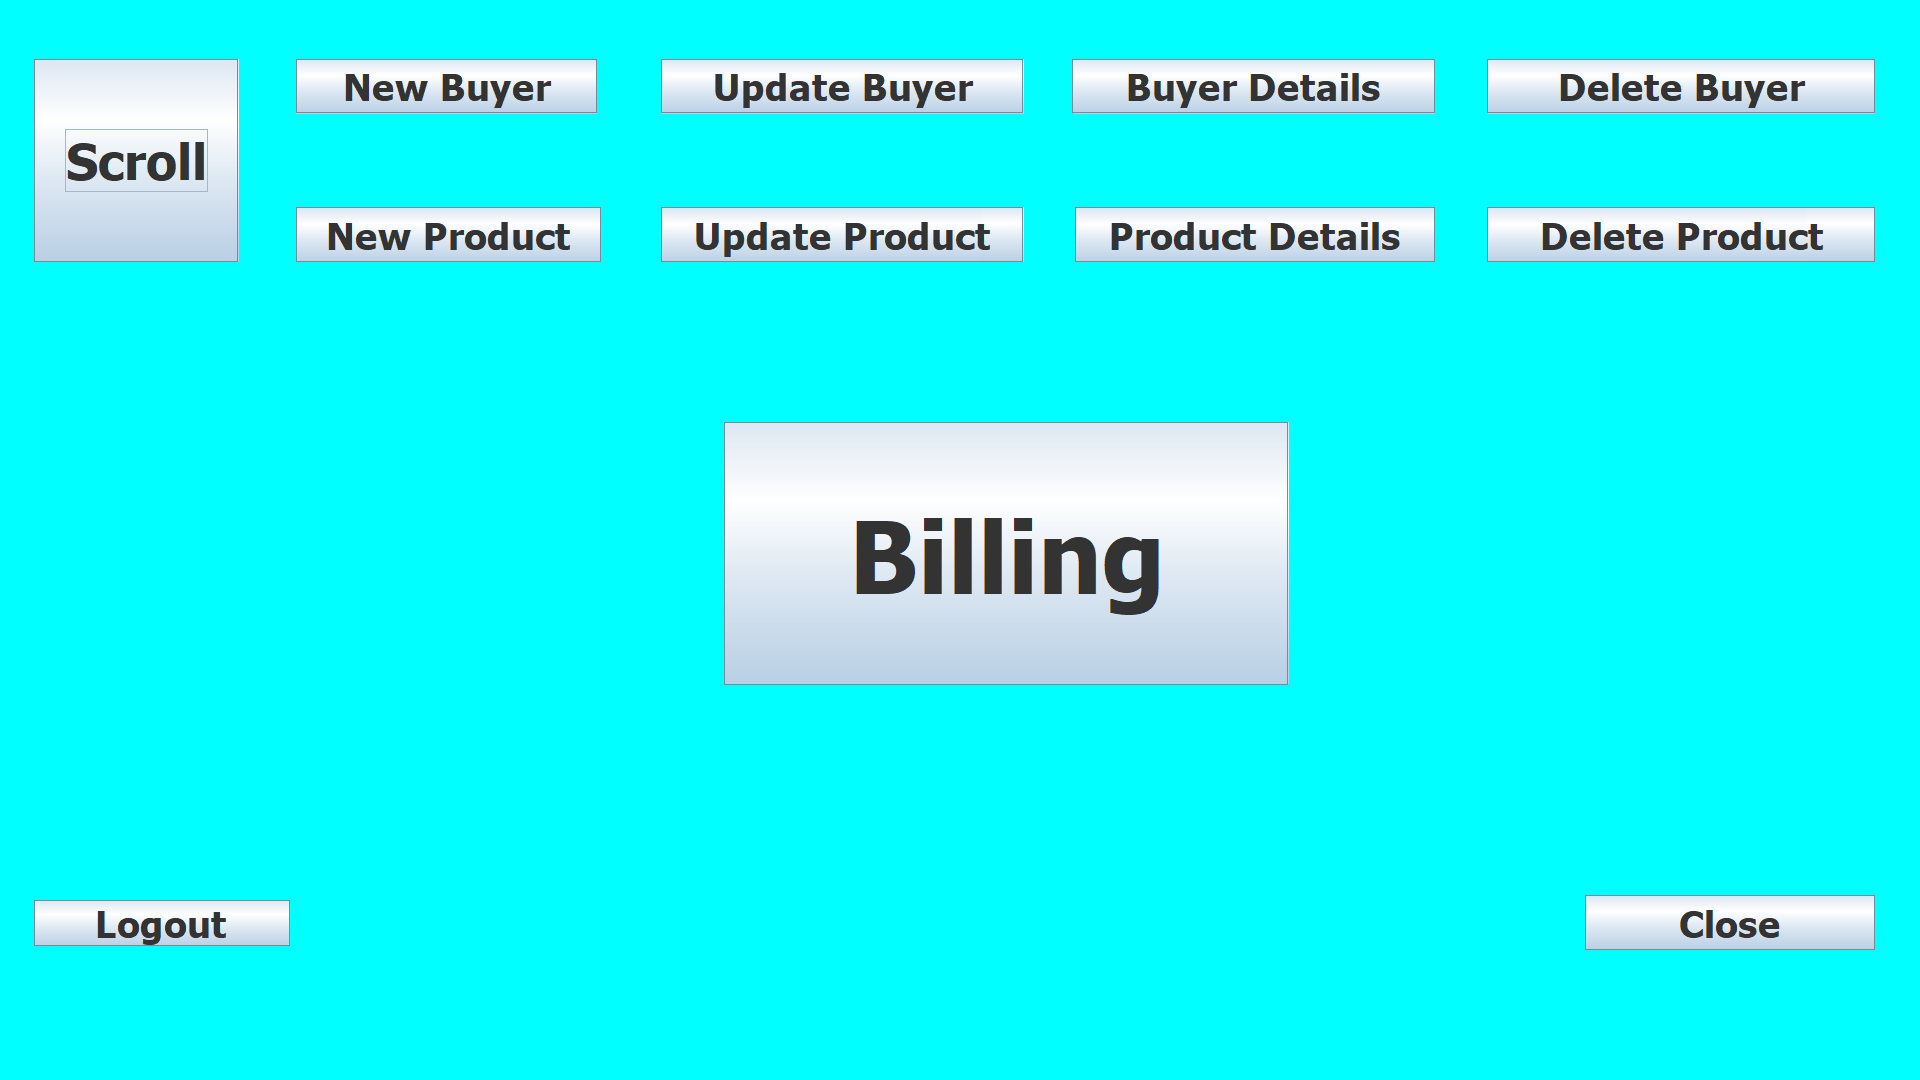 Scroll
New Buyer
Update Buyer
Buyer Details
Delete Buyer
New Product
Update Product
Product Details
Delete Product
Billing
Logout
Close